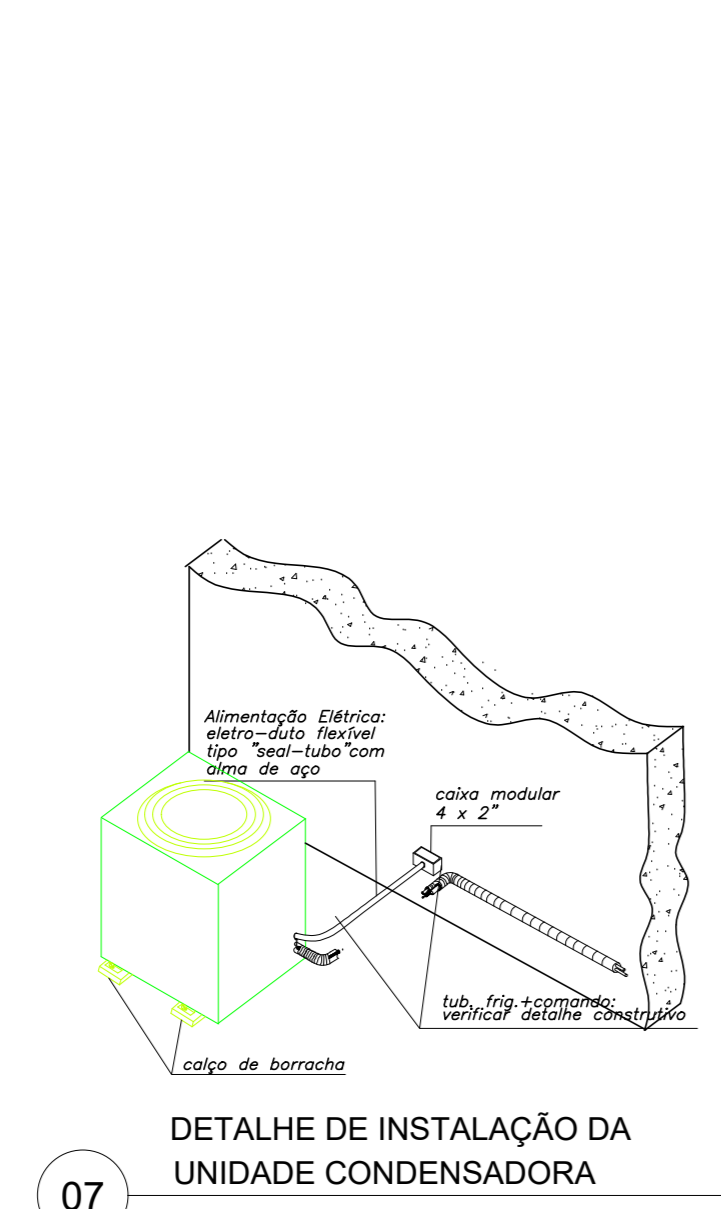 Alimentação Elétrica:
eletro-duto flexível
tipo "seal-tubo"com
alma de aço
caixa modular
4 x 2"
tub. frig.+comando:
verificar detalhe construtivo
calço de borracha
DETALHE DE INSTALAÇÃO DA
UNIDADE CONDENSADORA
07